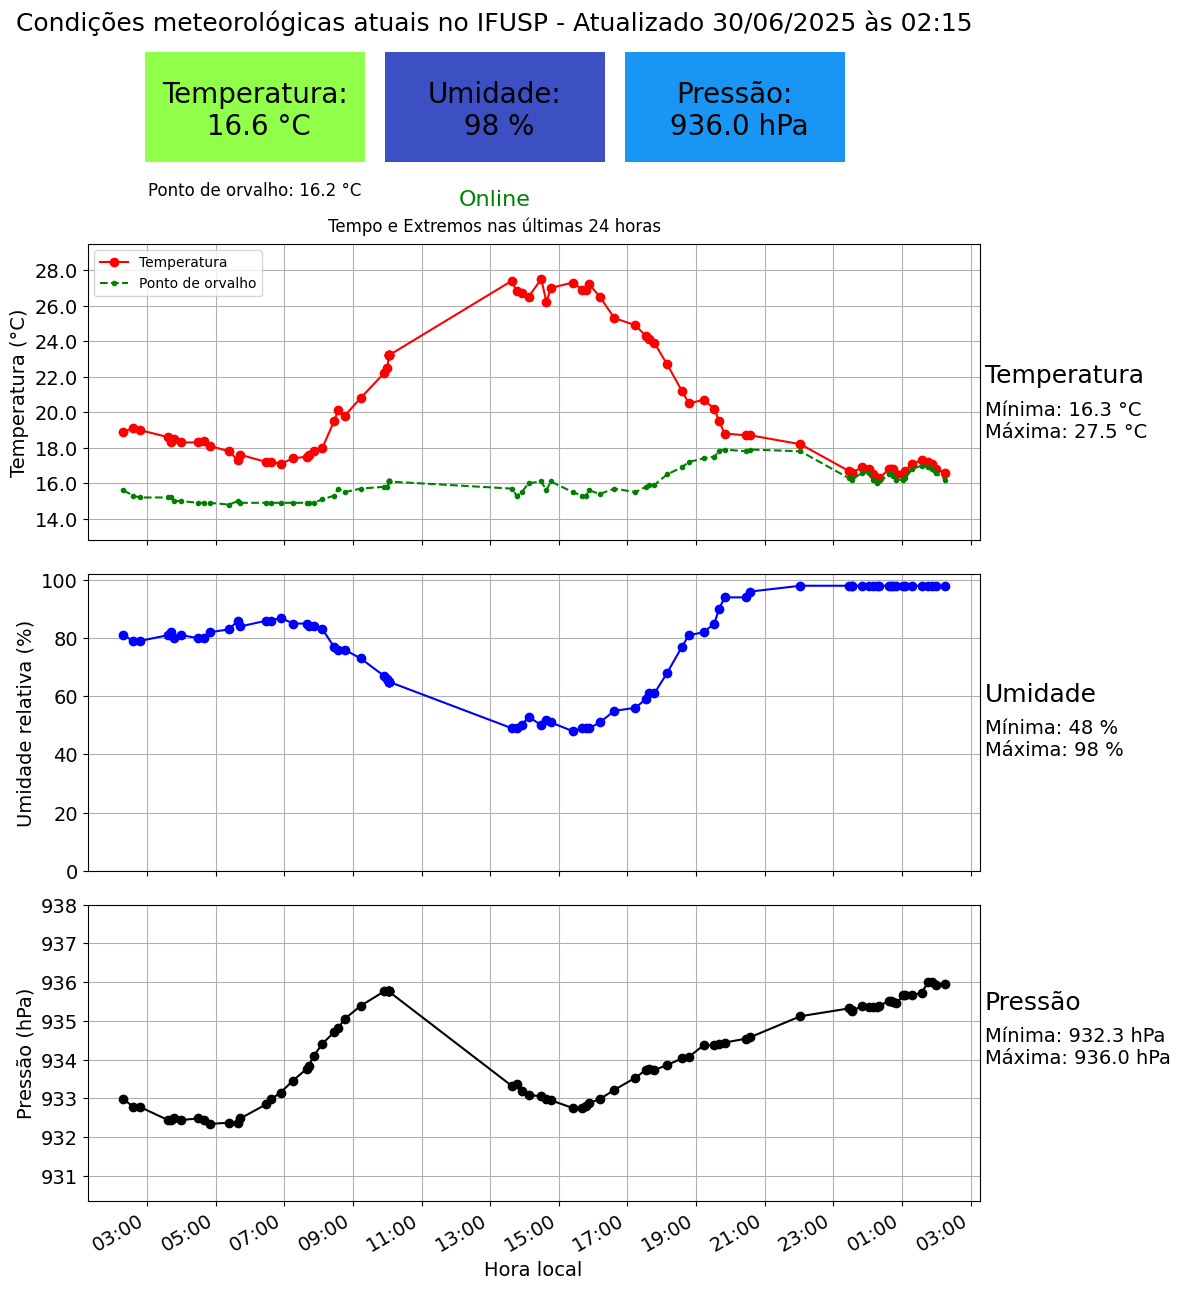 Condições meteorológicas atuais no IFUSP - Atualizado 30/06/2025 às 02:15
Temperatura:
16.6 °C
Umidade:
98 %
Pressão:
936.0 hPa
Ponto de orvalho: 16.2 °C
Online
Tempo e Extremos nas últimas 24 horas
Temperatura
Ponto de orvalho
28.0
26.0
24.0
22.0
20.0
18.0
16.0
14.0
Temperatura (°C)
Temperatura
Mínima: 16.3 °C
Máxima: 27.5 °C
100
80
60
40
20
0
Umidade relativa (%)
Umidade
Mínima: 48 %
Máxima: 98 %
938
937
936
935
934
933
932
931
Pressão (hPa)
Pressão
Mínima: 932.3 hPa
Máxima: 936.0 hPa
03:00
05:00
07:00
09:00
11:00
13:00
15:00
17:00
19:00
21:00
23:00
01:00
03:00
Hora local